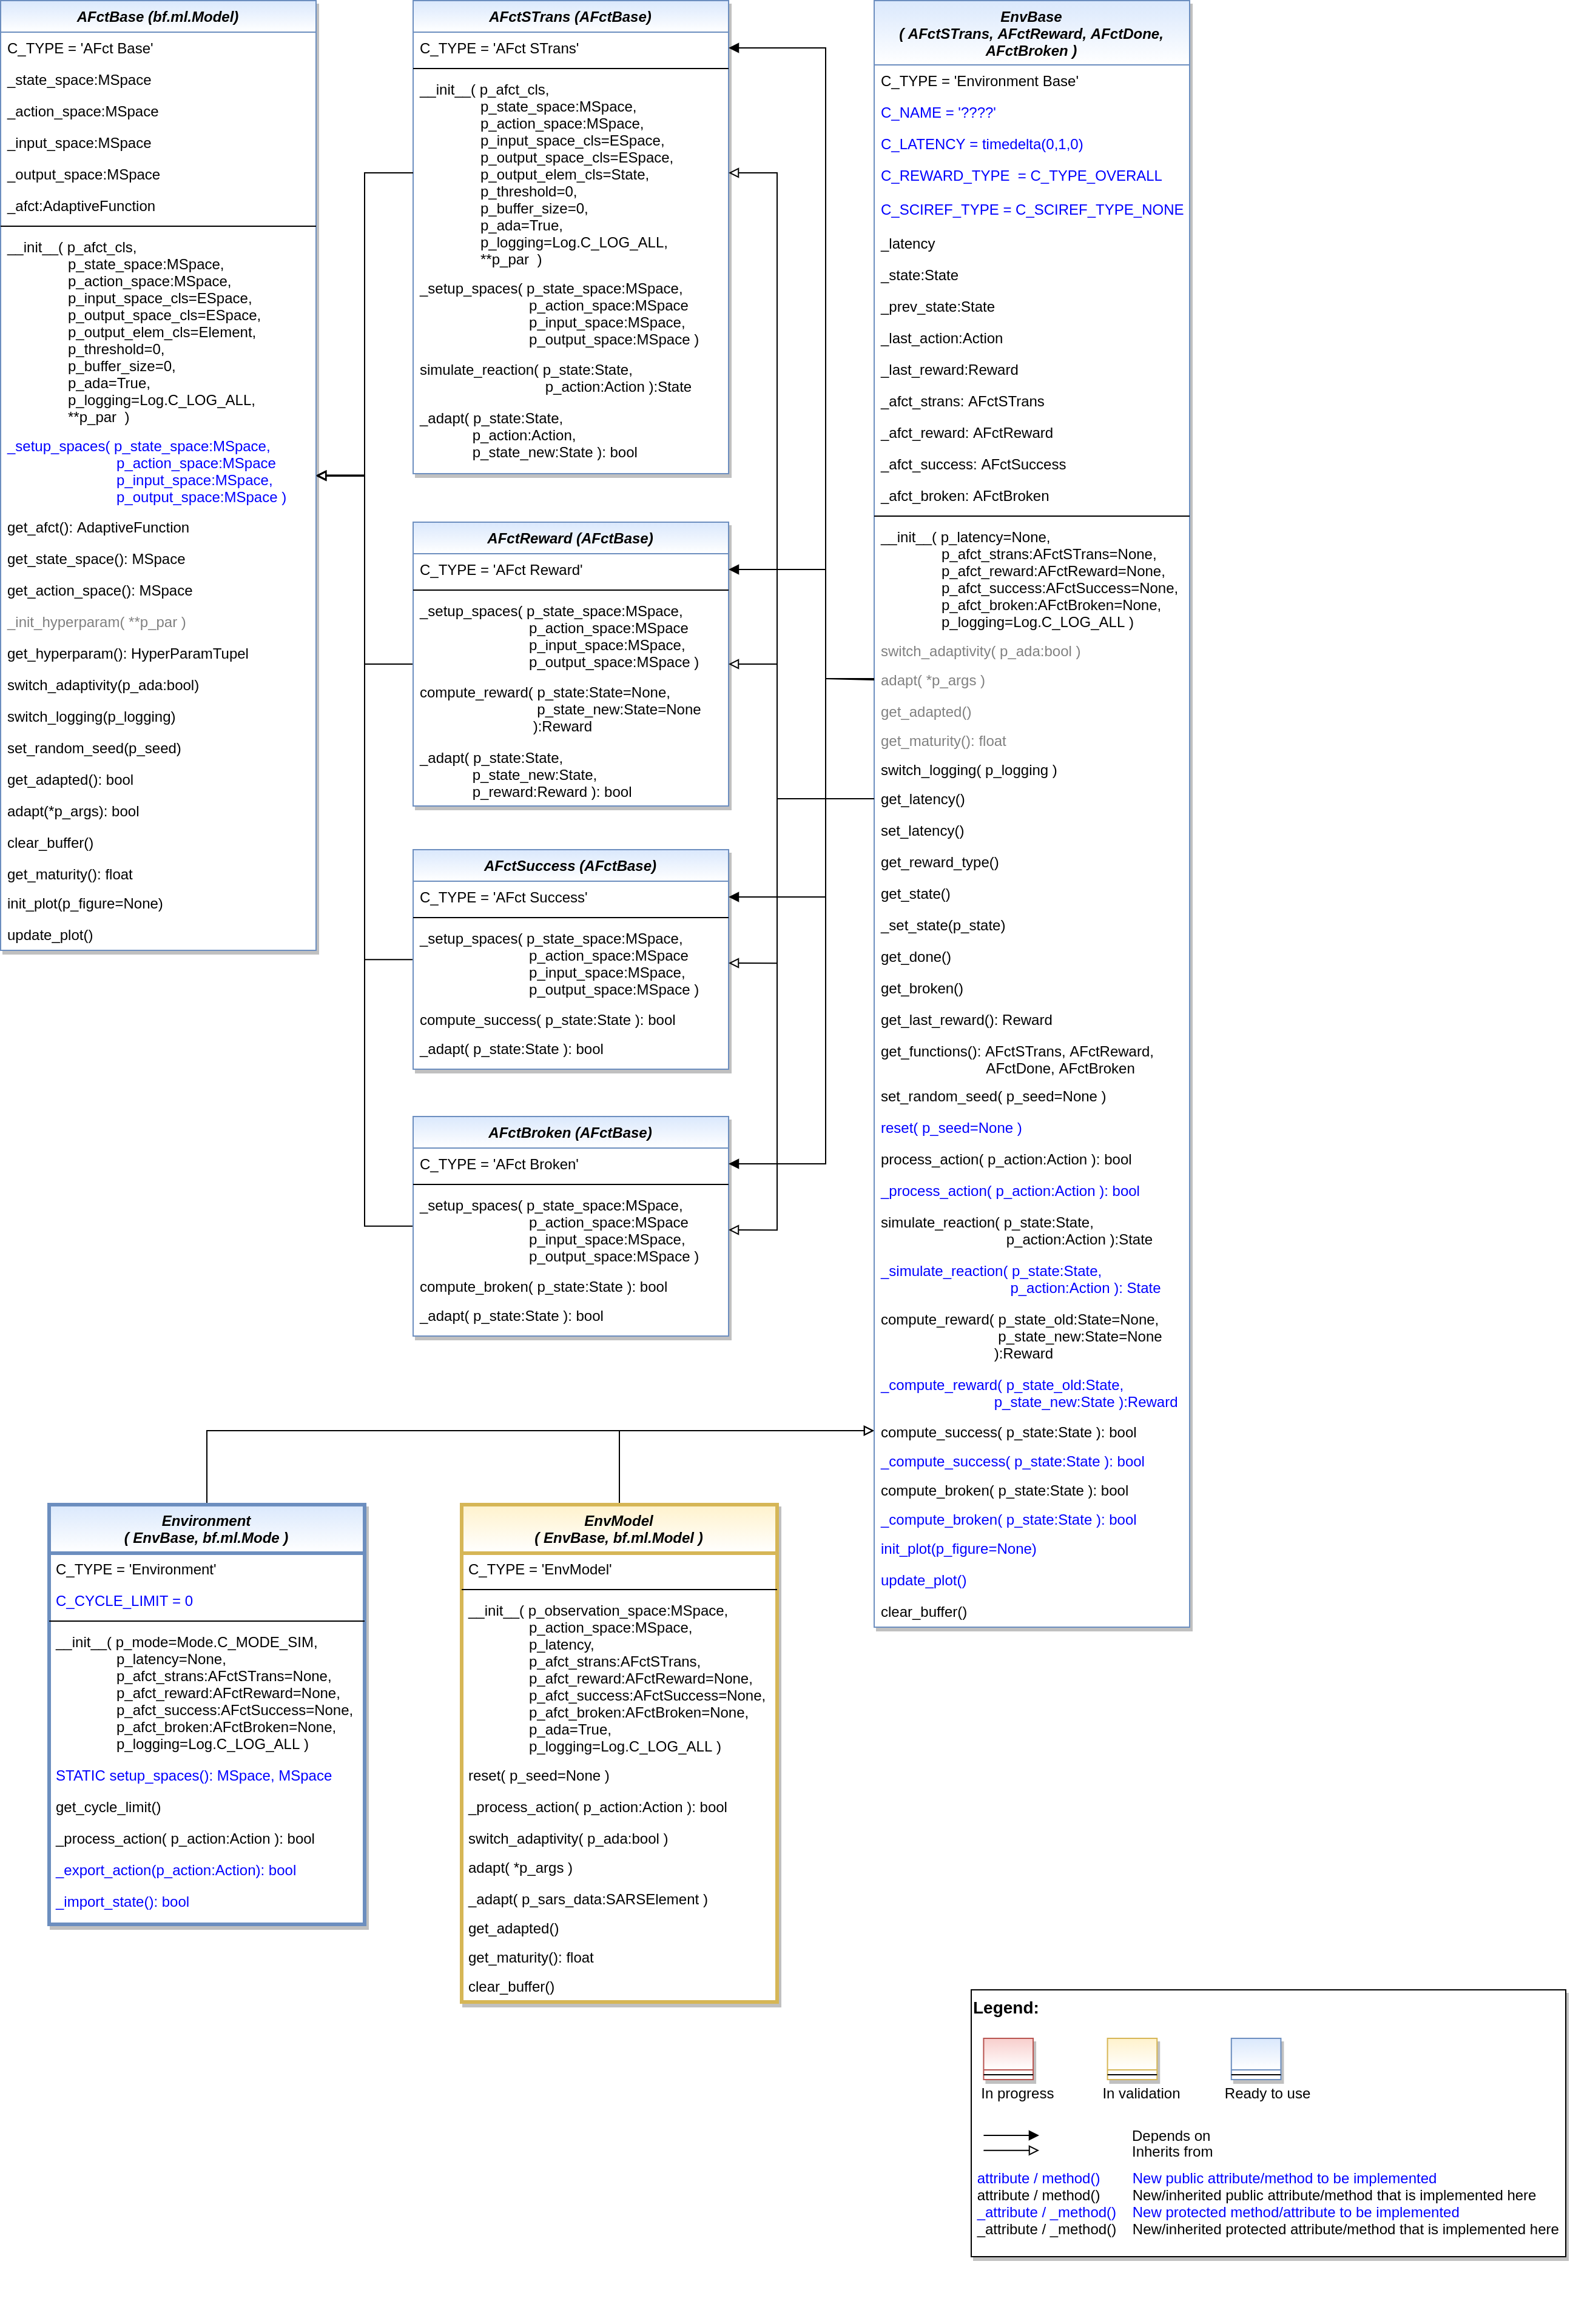 AFctBase (bf.ml.Model)
C_TYPE = 'AFct Base'
_state_space:MSpace
_action_space:MSpace
_input_space:MSpace
_output_space:MSpace
_afct:AdaptiveFunction
__init__( p_afct_cls,
p_state_space:MSpace,
p_action_space:MSpace,
p_input_space_cls=ESpace,
p_output_space_cls=ESpace,
p_output_elem_cls=Element,
p_threshold=0,
p_buffer_size=0,
p_ada=True,
p_logging=Log.C_LOG_ALL,
**p_par )
_setup_spaces( p_state_space:MSpace,
p_action_space:MSpace
p_input_space:MSpace,
p_output_space:MSpace )
get_afct(): AdaptiveFunction
get_state_space(): MSpace
get_action_space(): MSpace
_init_hyperparam( **p_par )
get_hyperparam(): HyperParamTupel
switch_adaptivity(p_ada:bool)
switch_logging(p_logging)
set_random_seed(p_seed)
get_adapted(): bool
adapt(*p_args): bool
clear_buffer()
get_maturity(): float
init_plot(p_figure=None)
update_plot()
AFctSTrans (AFctBase)
C_TYPE = 'AFct STrans'
__init__( p_afct_cls,
p_state_space:MSpace,
p_action_space:MSpace,
p_input_space_cls=ESpace,
p_output_space_cls=ESpace,
p_output_elem_cls=State,
p_threshold=0,
p_buffer_size=0,
p_ada=True,
p_logging=Log.C_LOG_ALL,
**p_par )
_setup_spaces( p_state_space:MSpace,
p_action_space:MSpace
p_input_space:MSpace,
p_output_space:MSpace )
simulate_reaction( p_state:State,
p_action:Action ):State
_adapt( p_state:State,
p_action:Action,
p_state_new:State ): bool
AFctReward (AFctBase)
C_TYPE = 'AFct Reward'
_setup_spaces( p_state_space:MSpace,
p_action_space:MSpace
p_input_space:MSpace,
p_output_space:MSpace )
compute_reward( p_state:State=None,
p_state_new:State=None
):Reward
_adapt( p_state:State,
p_state_new:State,
p_reward:Reward ): bool
AFctSuccess (AFctBase)
C_TYPE = 'AFct Success'
_setup_spaces( p_state_space:MSpace,
p_action_space:MSpace
p_input_space:MSpace,
p_output_space:MSpace )
compute_success( p_state:State ): bool
_adapt( p_state:State ): bool
AFctBroken (AFctBase)
C_TYPE = 'AFct Broken'
_setup_spaces( p_state_space:MSpace,
p_action_space:MSpace
p_input_space:MSpace,
p_output_space:MSpace )
compute_broken( p_state:State ): bool
_adapt( p_state:State ): bool
EnvBase
( AFctSTrans, AFctReward, AFctDone,
AFctBroken )
C_TYPE = 'Environment Base'
C_NAME = '????'
C_LATENCY = timedelta(0,1,0)
C_REWARD_TYPE  = C_TYPE_OVERALL
C_SCIREF_TYPE = C_SCIREF_TYPE_NONE
_latency
_state:State
_prev_state:State
_last_action:Action
_last_reward:Reward
_afct_strans: AFctSTrans
_afct_reward: AFctReward
_afct_success: AFctSuccess
_afct_broken: AFctBroken
__init__( p_latency=None,
p_afct_strans:AFctSTrans=None,
p_afct_reward:AFctReward=None,
p_afct_success:AFctSuccess=None,
p_afct_broken:AFctBroken=None,
p_logging=Log.C_LOG_ALL )
switch_adaptivity( p_ada:bool )
adapt( *p_args )
get_adapted()
get_maturity(): float
switch_logging( p_logging )
get_latency()
set_latency()
get_reward_type()
get_state()
_set_state(p_state)
get_done()
get_broken()
get_last_reward(): Reward
get_functions(): AFctSTrans, AFctReward,
AFctDone, AFctBroken
set_random_seed( p_seed=None )
reset( p_seed=None )
process_action( p_action:Action ): bool
_process_action( p_action:Action ): bool
simulate_reaction( p_state:State,
p_action:Action ):State
_simulate_reaction( p_state:State,
p_action:Action ): State
compute_reward( p_state_old:State=None,
p_state_new:State=None
):Reward
_compute_reward( p_state_old:State,
p_state_new:State ):Reward
compute_success( p_state:State ): bool
_compute_success( p_state:State ): bool
compute_broken( p_state:State ): bool
_compute_broken( p_state:State ): bool
init_plot(p_figure=None)
update_plot()
clear_buffer()
Environment
( EnvBase, bf.ml.Mode )
C_TYPE = 'Environment'
C_CYCLE_LIMIT = 0
__init__( p_mode=Mode.C_MODE_SIM,
p_latency=None,
p_afct_strans:AFctSTrans=None,
p_afct_reward:AFctReward=None,
p_afct_success:AFctSuccess=None,
p_afct_broken:AFctBroken=None,
p_logging=Log.C_LOG_ALL )
STATIC setup_spaces(): MSpace, MSpace
get_cycle_limit()
_process_action( p_action:Action ): bool
_export_action(p_action:Action): bool
_import_state(): bool
EnvModel
( EnvBase, bf.ml.Model )
C_TYPE = 'EnvModel'
__init__( p_observation_space:MSpace,
p_action_space:MSpace,
p_latency,
p_afct_strans:AFctSTrans,
p_afct_reward:AFctReward=None,
p_afct_success:AFctSuccess=None,
p_afct_broken:AFctBroken=None,
p_ada=True,
p_logging=Log.C_LOG_ALL )
reset( p_seed=None )
_process_action( p_action:Action ): bool
switch_adaptivity( p_ada:bool )
adapt( *p_args )
_adapt( p_sars_data:SARSElement )
get_adapted()
get_maturity(): float
clear_buffer()
Legend:
In progress
In validation
Ready to use
Depends on
Inherits from
attribute / method() New public attribute/method to be implemented
attribute / method() New/inherited public attribute/method that is implemented here
_attribute / _method() New protected method/attribute to be implemented
_attribute / _method() New/inherited protected attribute/method that is implemented here